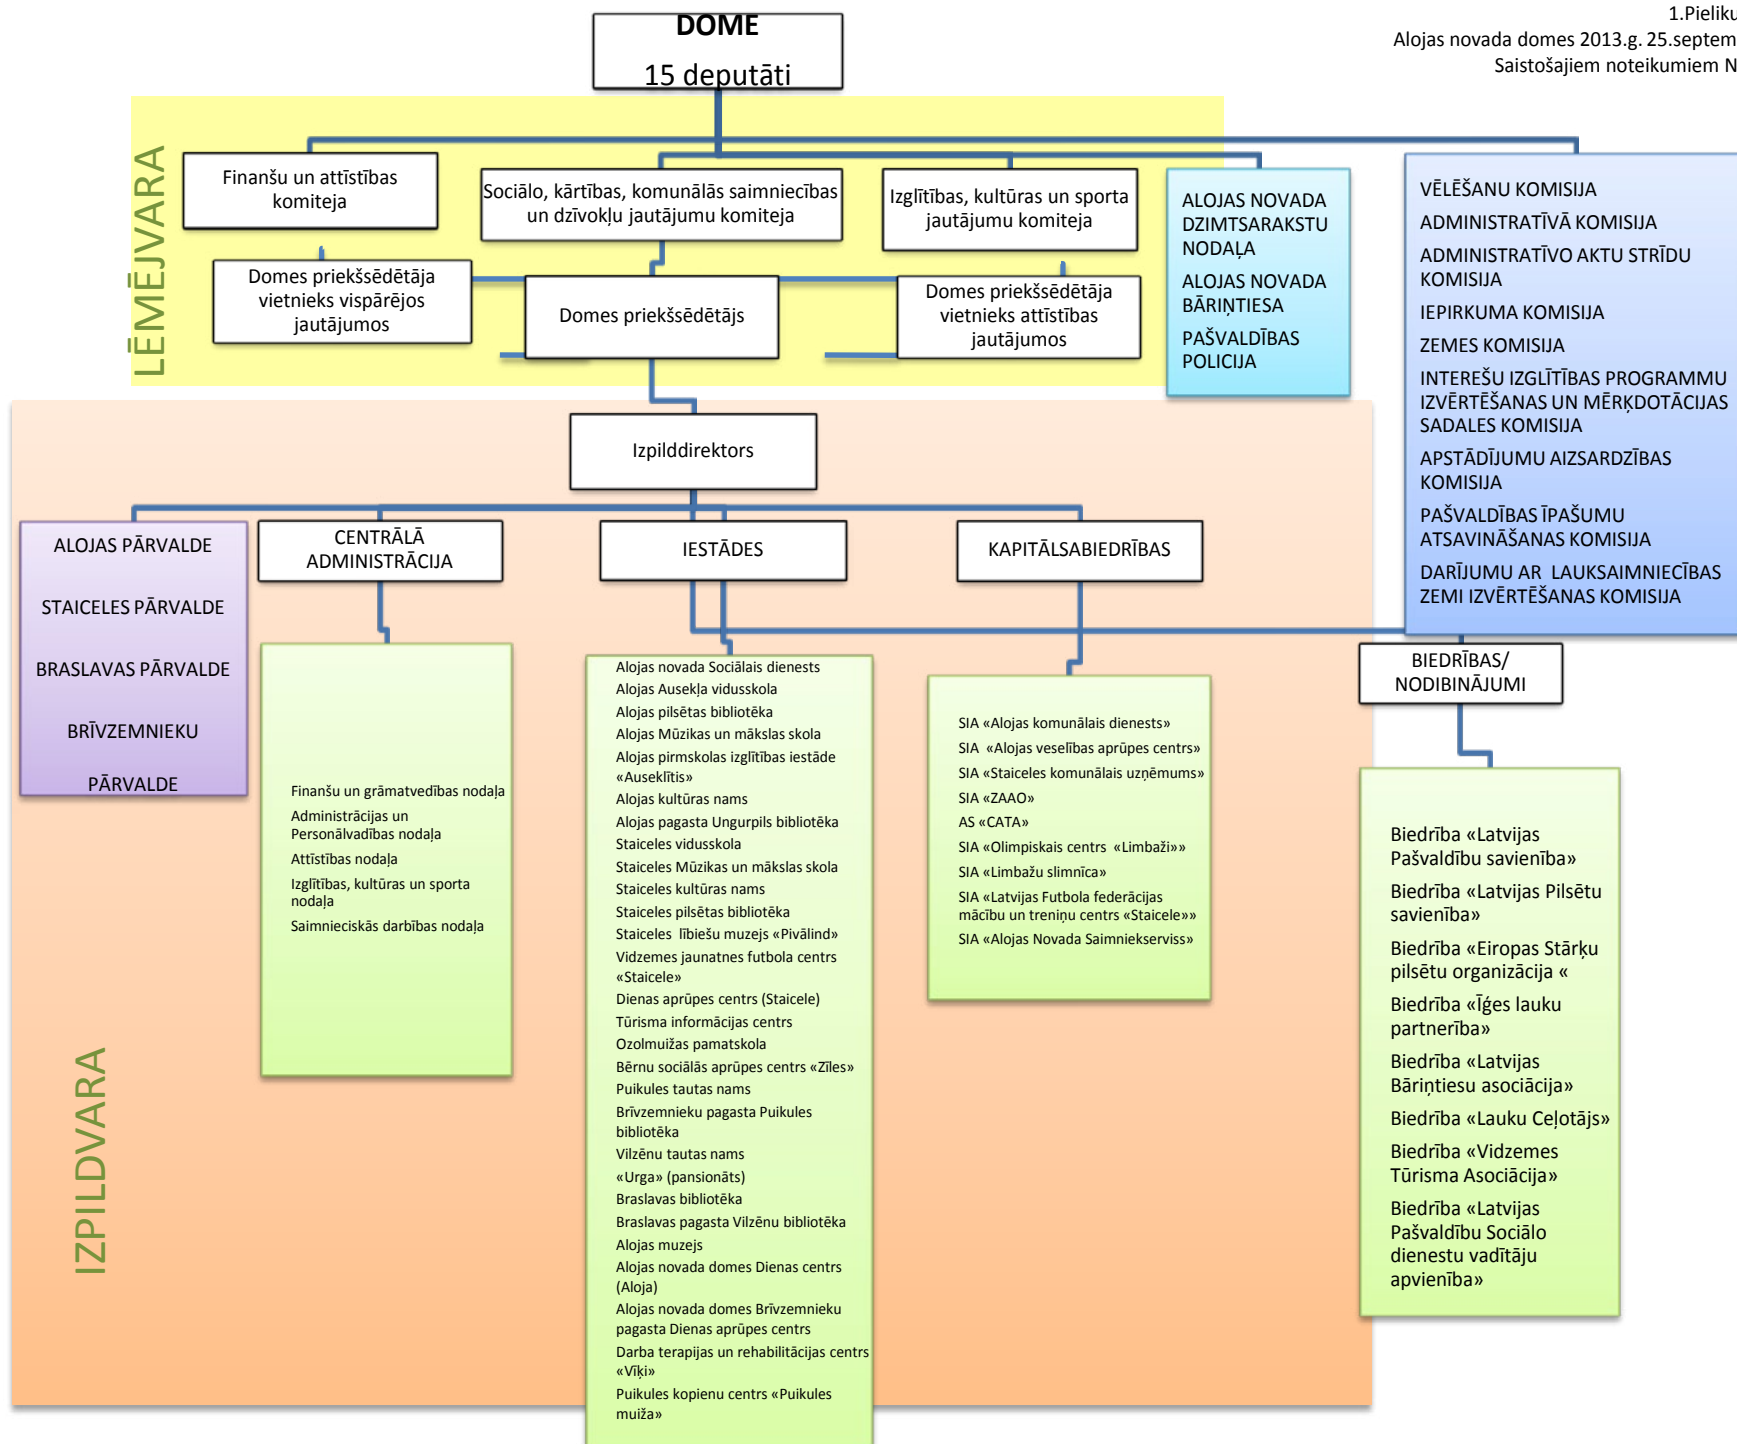 1.Pieliku
Alojas novada domes 2013.g. 25.septem
Saistošajiem noteikumiem N
DOME
15 deputāti
LĒMĒJVARA
Finanšu un attīstības
komiteja
Sociālo, kārtības, komunālās saimniecības
un dzīvokļu jautājumu komiteja
Izglītības, kultūras un sporta
jautājumu komiteja
Domes priekšsēdētāja
vietnieks vispārējos
jautājumos
Domes priekšsēdētājs
Domes priekšsēdētāja
vietnieks attīstības
jautājumos
ALOJAS NOVADA
DZIMTSARAKSTU
NODAĻA
ALOJAS NOVADA
BĀRIŅTIESA
PAŠVALDĪBAS
POLICIJA
VĒLĒŠANU KOMISIJA
ADMINISTRATĪVĀ KOMISIJA
ADMINISTRATĪVO AKTU STRĪDU
KOMISIJA
IEPIRKUMA KOMISIJA
ZEMES KOMISIJA
INTEREŠU IZGLĪTĪBAS PROGRAMMU
IZVĒRTĒŠANAS UN MĒRĶDOTĀCIJAS
SADALES KOMISIJA
APSTĀDĪJUMU AIZSARDZĪBAS
KOMISIJA
PAŠVALDĪBAS ĪPAŠUMU
ATSAVINĀŠANAS KOMISIJA
DARĪJUMU AR LAUKSAIMNIECĪBAS
ZEMI IZVĒRTĒŠANAS KOMISIJA
IZPILDVARA
Izpilddirektors
ALOJAS PĀRVALDE
STAICELES PĀRVALDE
BRASLAVAS PĀRVALDE
BRĪVZEMNIEKU
PĀRVALDE
CENTRĀLĀ
ADMINISTRĀCIJA
Finanšu un grāmatvedības nodaļa
Administrācijas un
Personālvadības nodaļa
Attīstības nodaļa
Izglītības, kultūras un sporta
nodaļa
Saimnieciskās darbības nodaļa
IESTĀDES
Alojas novada Sociālais dienests
Alojas Ausekļa vidusskola
Alojas pilsētas bibliotēka
Alojas Mūzikas un mākslas skola
Alojas pirmskolas izglītības iestāde
«Auseklītis»
Alojas kultūras nams
Alojas pagasta Ungurpils bibliotēka
Staiceles vidusskola
Staiceles Mūzikas un mākslas skola
Staiceles kultūras nams
Staiceles pilsētas bibliotēka
Staiceles lībiešu muzejs «Pivālind»
Vidzemes jaunatnes futbola centrs
«Staicele»
Dienas aprūpes centrs (Staicele)
Tūrisma informācijas centrs
Ozolmuižas pamatskola
Bērnu sociālās aprūpes centrs «Zīles»
Puikules tautas nams
Brīvzemnieku pagasta Puikules
bibliotēka
Vilzēnu tautas nams
«Urga» (pansionāts)
Braslavas bibliotēka
Braslavas pagasta Vilzēnu bibliotēka
Alojas muzejs
Alojas novada domes Dienas centrs
(Aloja)
Alojas novada domes Brīvzemnieku
pagasta Dienas aprūpes centrs
Darba terapijas un rehabilitācijas centrs
«Vīķi»
Puikules kopienu centrs «Puikules
muiža»
KAPITĀLSABIEDRĪBAS
SIA «Alojas komunālais dienests»
SIA «Alojas veselības aprūpes centrs»
SIA «Staiceles komunālais uzņēmums»
SIA «ZAAO»
AS «CATA»
SIA «Olimpiskais centrs «Limbaži»»
SIA «Limbažu slimnīca»
SIA «Latvijas Futbola federācijas
mācību un treniņu centrs «Staicele»»
SIA «Alojas Novada Saimniekserviss»
BIEDRĪBAS/
NODIBINĀJUMI
Biedrība «Latvijas
Pašvaldību savienība»
Biedrība «Latvijas Pilsētu
savienība»
Biedrība «Eiropas Stārķu
pilsētu organizācija «
Biedrība «Īģes lauku
partnerība»
Biedrība «Latvijas
Bāriņtiesu asociācija»
Biedrība «Lauku Ceļotājs»
Biedrība «Vidzemes
Tūrisma Asociācija»
Biedrība «Latvijas
Pašvaldību Sociālo
dienestu vadītāju
apvienība»